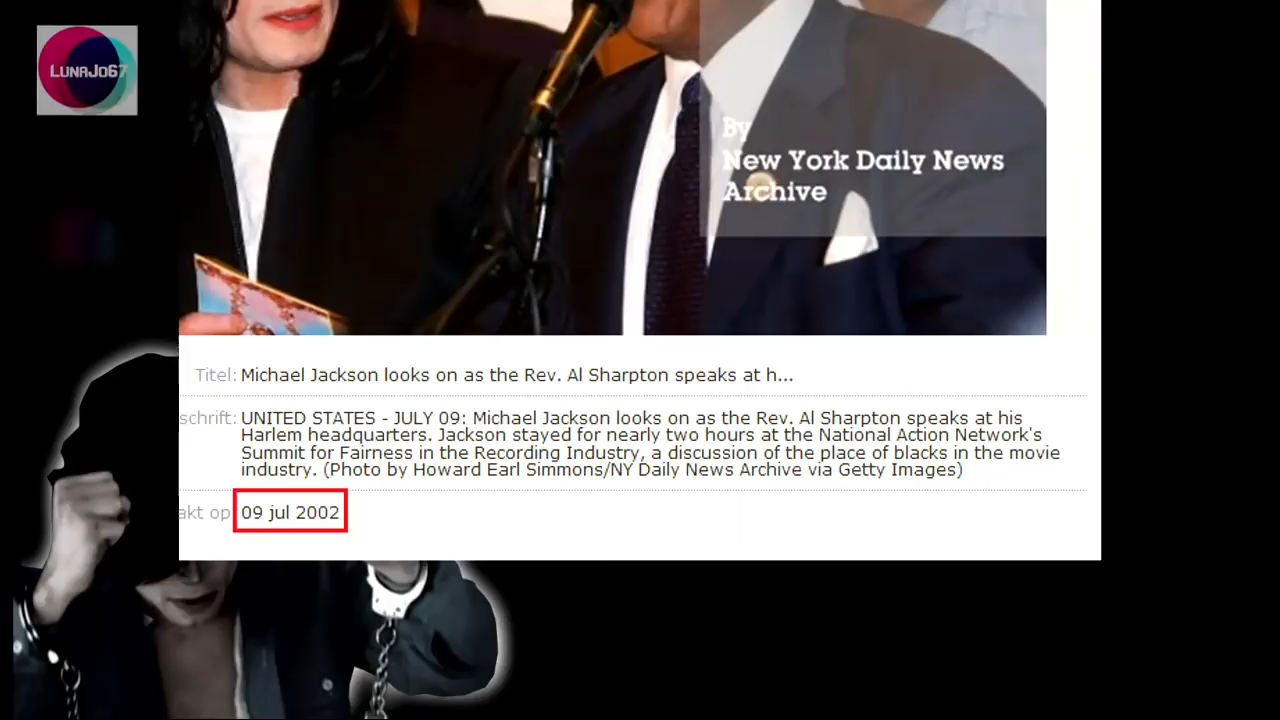 LUNAJO67
By
New York Daily News
Archive
Titel: Michael Jackson looks on as the Rev. Al Sharpton speaks at h...
schrift: UNITED STATES - JULY 09: Michael Jackson looks on as the Rev. Al Sharpton speaks at his
Harlem headquarters. Jackson stayed for nearly two hours at the National Action Network's
Summit for Fairness in the Recording Industry, a discussion of the place of blacks in the movie
industry. (Photo by Howard Earl Simmons/NY Daily News Archive via Getty Images)
akt op 09 jul 2002